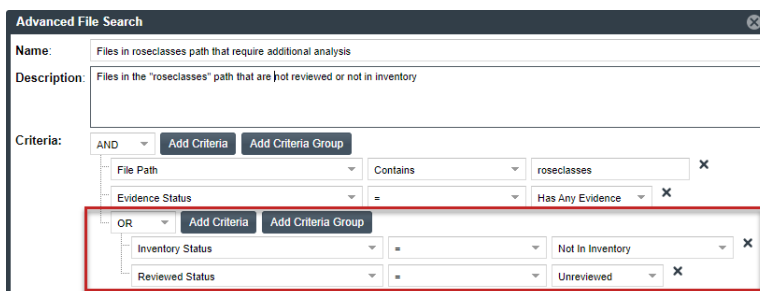 Advanced File Search
Name: Files in roseclasses path that require additional analysis
Description: Files in the "roseclasses" path that are not reviewed or not in inventory
Criteria: AND Add Criteria Add Criteria Group
File Path Contains roseclasses
Evidence Status = Has Any Evidence
OR Add Criteria Add Criteria Group
Inventory Status = Not In Inventory
Reviewed Status = Unreviewed